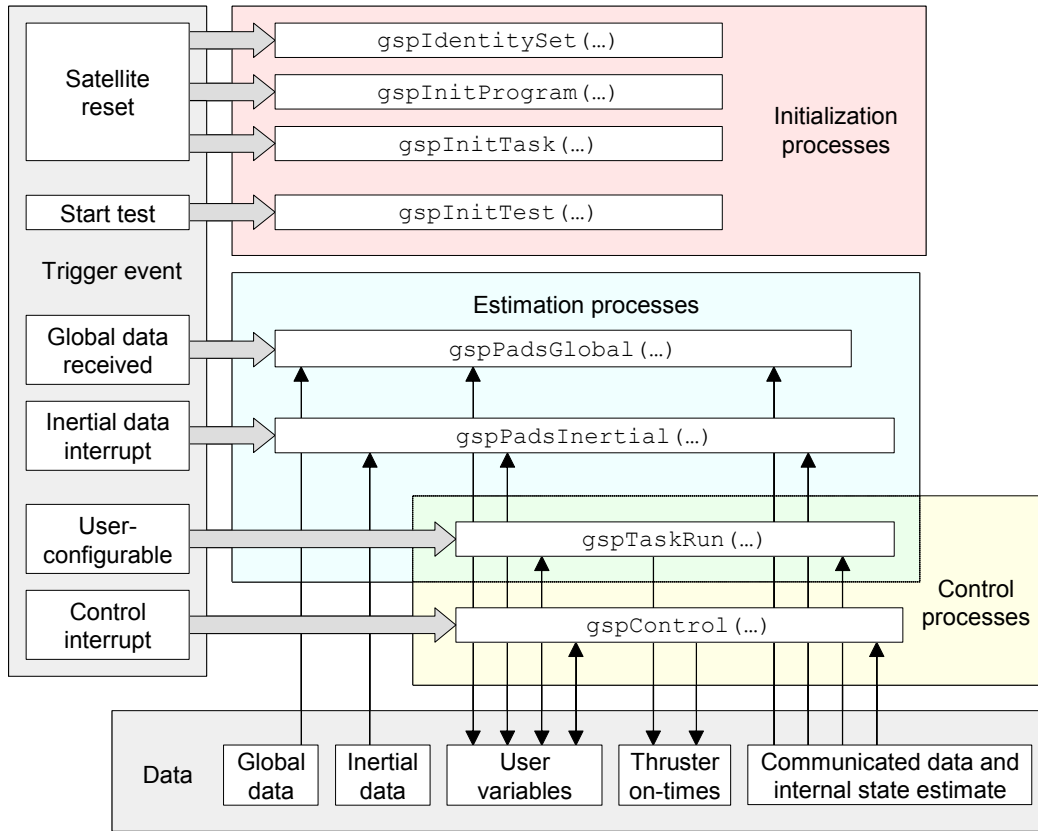 Satellite
reset
gspIdentitySet(…)
gspInitProgram(…)
gspInitTask(…)
Initialization
processes
Start test
gspInitTest(…)
Trigger event
Estimation processes
Global data
received
gspPadsGlobal(…)
Inertial data
interrupt
gspPadsInertial(…)
User-
configurable
gspTaskRun(…)
Control
interrupt
gspControl(…)
Control
processes
Data
Global
data
Inertial
data
User
variables
Thruster
on-times
Communicated data and
internal state estimate